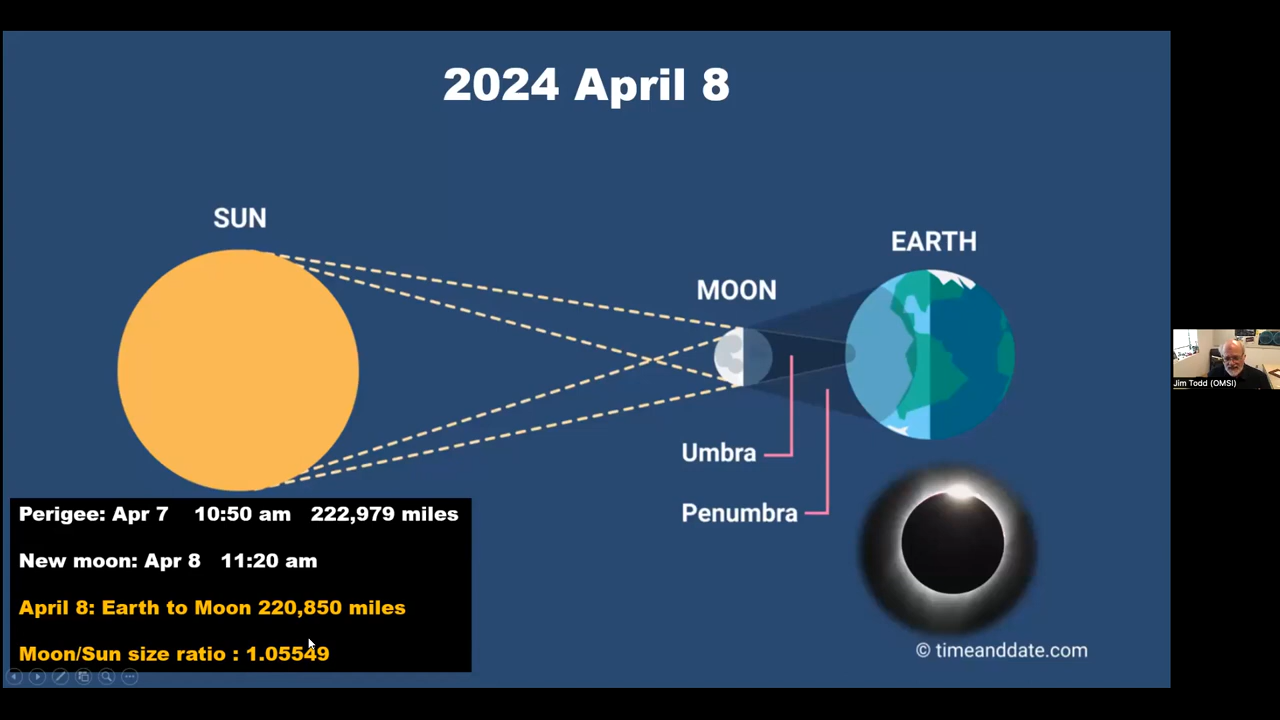 2024 April 8
SUN
EARTH
MOON
Umbra
Penumbra
Perigee: Apr 7 10:50 am 222,979 miles
New moon: Apr 8 11:20 am
April 8: Earth to Moon 220,850 miles
Moon/Sun size ratio : 1.05549
© timeanddate.com
Jim Todd (OMSI)